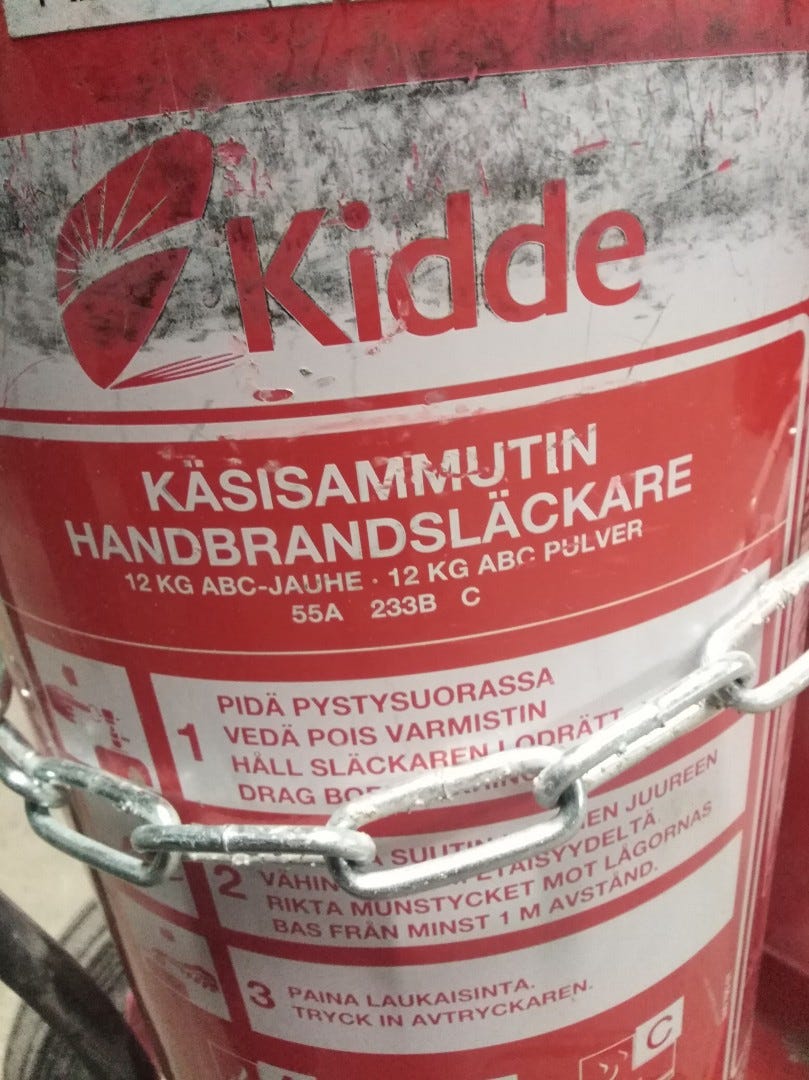 Kidde
KÄSISAMMUTIN
HANDBRANDSLÄCKARE
12 KG ABC-JAUHE · 12 KG ABC PULVER
55A 233B C
1
PIDÄ PYSTYSUORASSA
VEDÄ POIS VARMISTIN
HÅLL SLÄCKAREN LODRÄTT
DRAG
2
SUUTIN JUUREEN
ETÄISYYDELTÄ.
RIKTA MUNSTYCKET MOT LÅGORNAS
BAS FRÅN MINST 1 M AVSTÅND.
3
PAINA LAUKAISINTA.
TRYCK IN AVTRYCKAREN.
C